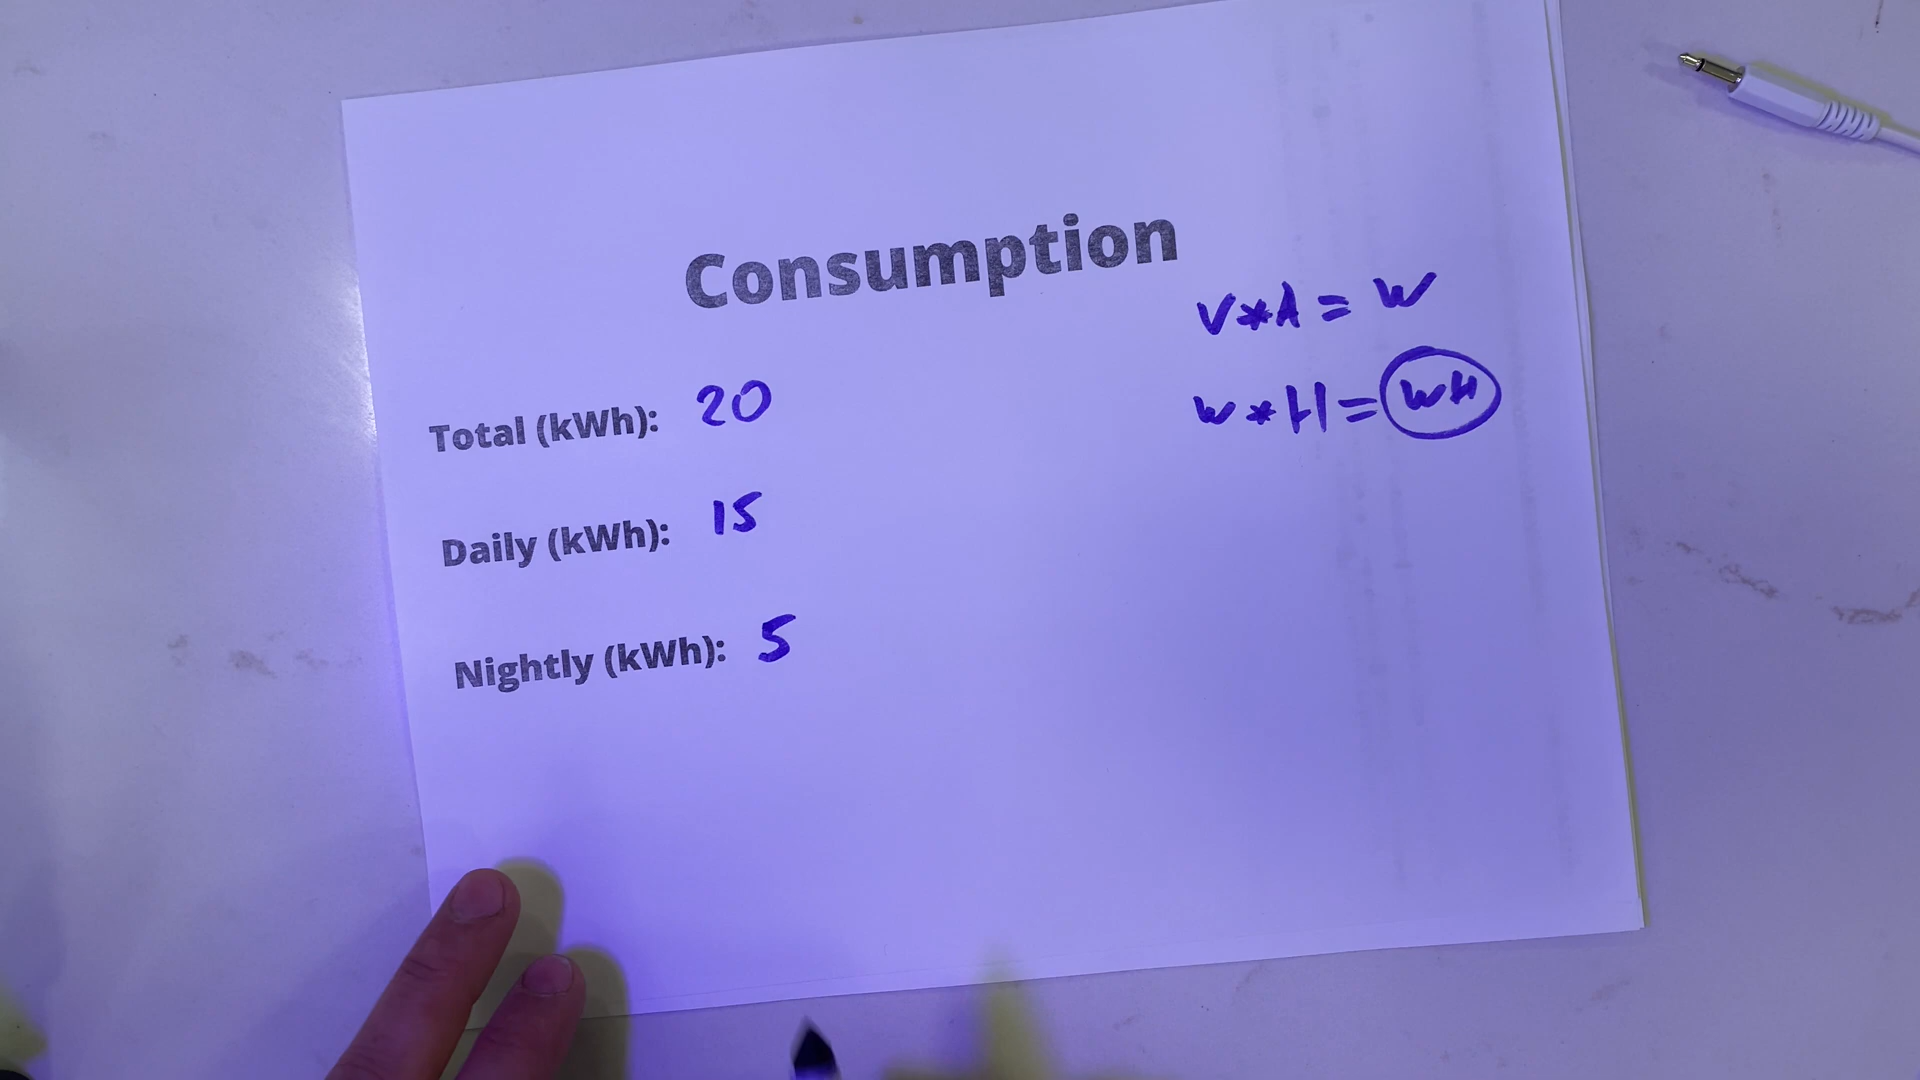 Consumption
V*A = W
Total (kWh): 20
W*H = WH
Daily (kWh): 15
Nightly (kWh): 5